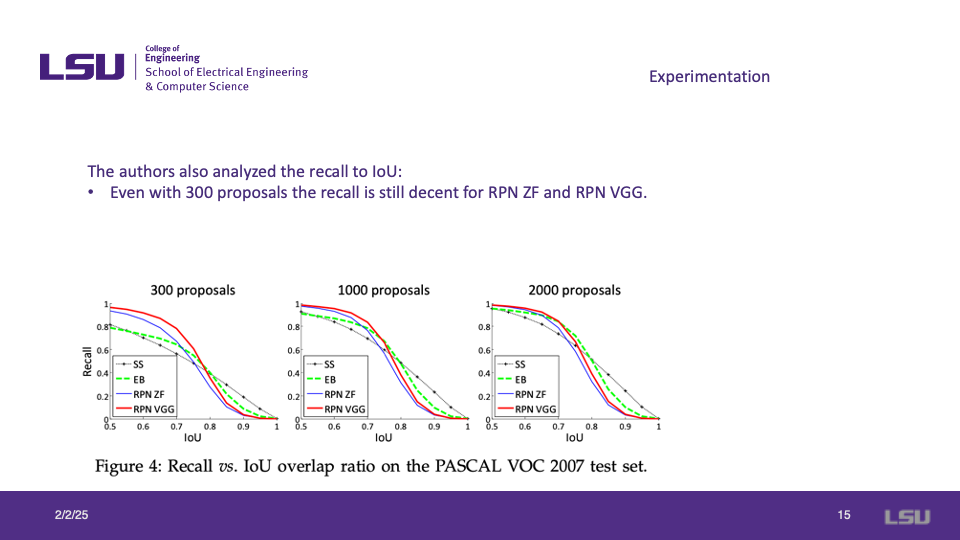 LSU
College of
Engineering
School of Electrical Engineering
& Computer Science
Experimentation
The authors also analyzed the recall to IoU:
• Even with 300 proposals the recall is still decent for RPN ZF and RPN VGG.
300 proposals
1
0.8
0.6
0.4
0.2
0
Recall
SS
EB
RPN ZF
RPN VGG
0.5 0.6 0.7 0.8 0.9 1
IoU
1000 proposals
1
0.8
0.6
0.4
0.2
0
SS
EB
RPN ZF
RPN VGG
0.5 0.6 0.7 0.8 0.9 1
IoU
2000 proposals
1
0.8
0.6
0.4
0.2
0
SS
EB
RPN ZF
RPN VGG
0.5 0.6 0.7 0.8 0.9 1
IoU
Figure 4: Recall vs. IoU overlap ratio on the PASCAL VOC 2007 test set.
2/2/25
15
LSU